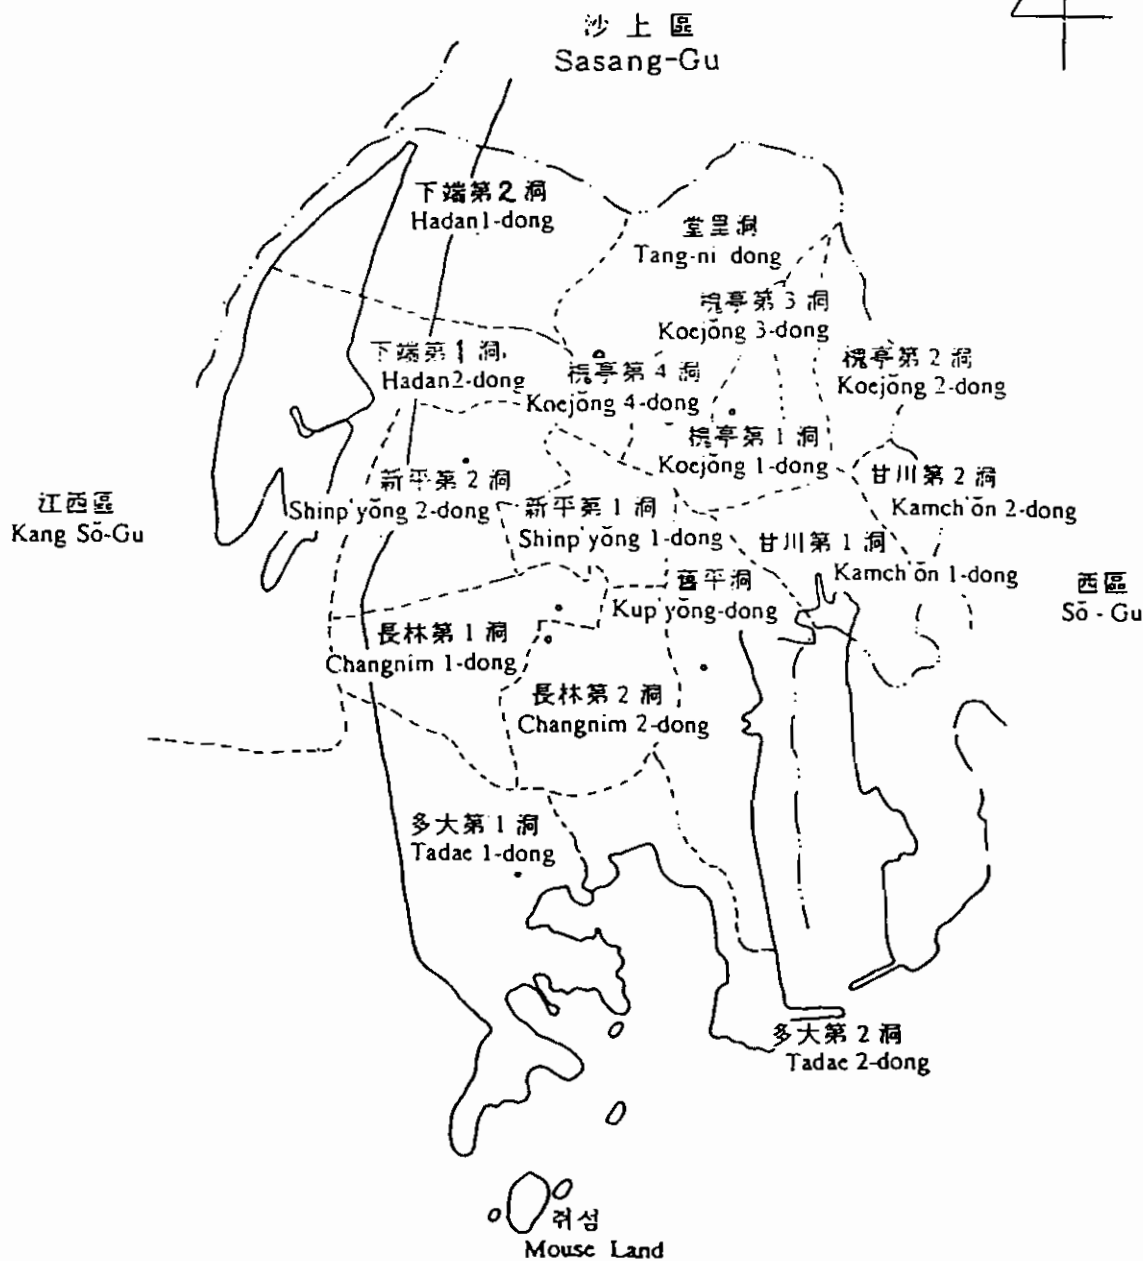 沙上區
Sasang-Gu
下端第2洞
Hadan 1-dong
堂里洞
Tang-ni dong
槐亭第3洞
Koejŏng 3-dong
下端第1洞
Hadan 2-dong
槐亭第4洞
Koejŏng 4-dong
槐亭第2洞
Koejŏng 2-dong
槐亭第1洞
Koejŏng 1-dong
江西區
Kang Sŏ-Gu
新平第2洞
Shinp'yŏng 2-dong
新平第1洞
Shinp'yŏng 1-dong
甘川第2洞
Kamch'ŏn 2-dong
甘川第1洞
Kamch'ŏn 1-dong
西區
Sŏ - Gu
舊平洞
Kup'yŏng-dong
長林第1洞
Changnim 1-dong
長林第2洞
Changnim 2-dong
多大第1洞
Tadae 1-dong
多大第2洞
Tadae 2-dong
쥐섬
Mouse Land